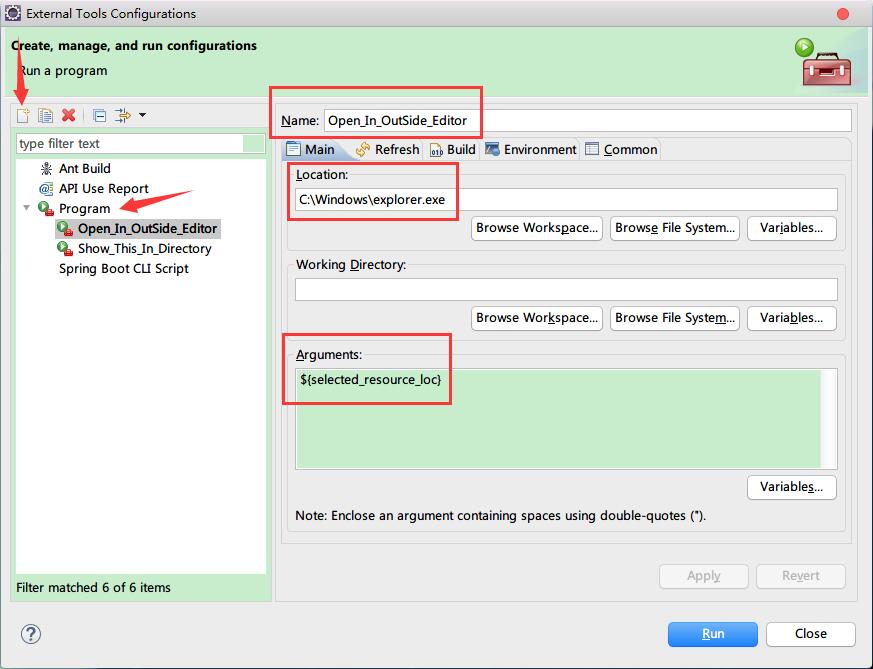 External Tools Configurations
Create, manage, and run configurations
Run a program
type filter text
Ant Build
API Use Report
Program
Open_In_OutSide_Editor
Show_This_In_Directory
Spring Boot CLI Script
Filter matched 6 of 6 items
Name: Open_In_OutSide_Editor
Main Refresh Build Environment Common
Location:
C:\Windows\explorer.exe
Browse Workspace... Browse File System... Variables...
Working Directory:
Browse Workspace... Browse File System... Variables...
Arguments:
${selected_resource_loc}
Variables...
Note: Enclose an argument containing spaces using double-quotes (").
Apply Revert
? Run Close